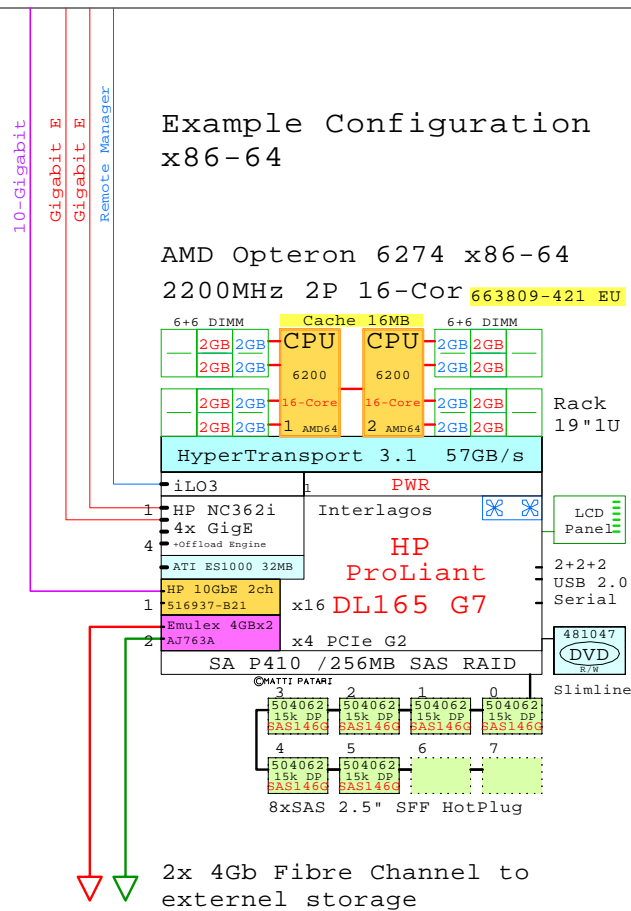 10-Gigabit
Gigabit E
Gigabit E
Remote Manager
Example Configuration
x86-64
AMD Opteron 6274 x86-64
2200MHz 2P 16-Cor 663809-421 EU
6+6 DIMM Cache 16MB 6+6 DIMM
2GB 2GB CPU CPU 2GB 2GB
2GB 2GB 6200 6200 2GB 2GB
2GB 2GB 16-Core 16-Core 2GB 2GB
2GB 2GB 1 AMD64 2 AMD64 2GB 2GB
Rack
19"1U
HyperTransport 3.1 57GB/s
iLO3 1 PWR
1 HP NC362i Interlagos
4x GigE
4 +Offload Engine
LCD
Panel
ATI ES1000 32MB
HP
ProLiant
DL165 G7
2+2+2
USB 2.0
Serial
HP 10GbE 2ch
1 516937-B21 x16
Emulex 4GBx2
2 AJ763A x4 PCIe G2
481047
DVD
R/W
Slimline
SA P410 /256MB SAS RAID
©MATTI PATARI
3 2 1 0
504062 504062 504062 504062
15k DP 15k DP 15k DP 15k DP
SAS146G SAS146G SAS146G SAS146G
4 5 6 7
504062 504062
15k DP 15k DP
SAS146G SAS146G
8xSAS 2.5" SFF HotPlug
2x 4Gb Fibre Channel to
externel storage